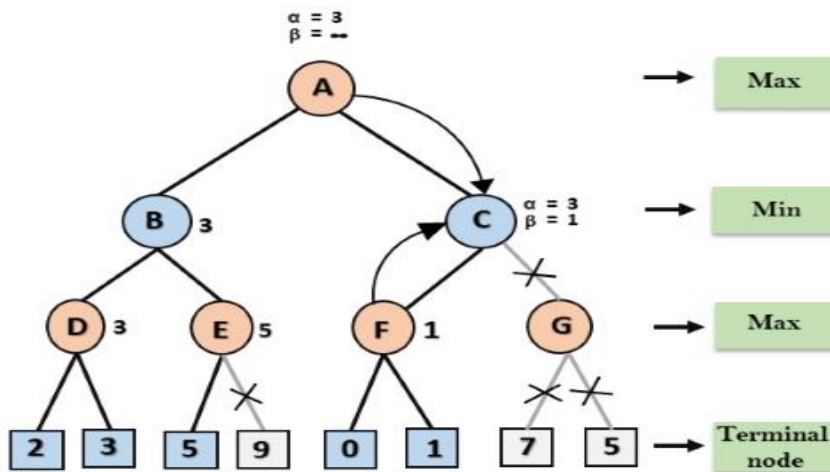 α = 3
β = ∞
A
Max
B
3
C
α = 3
β = 1
Min
D
3
E
5
F
1
G
Max
2
3
5
9
0
1
7
5
Terminal
node